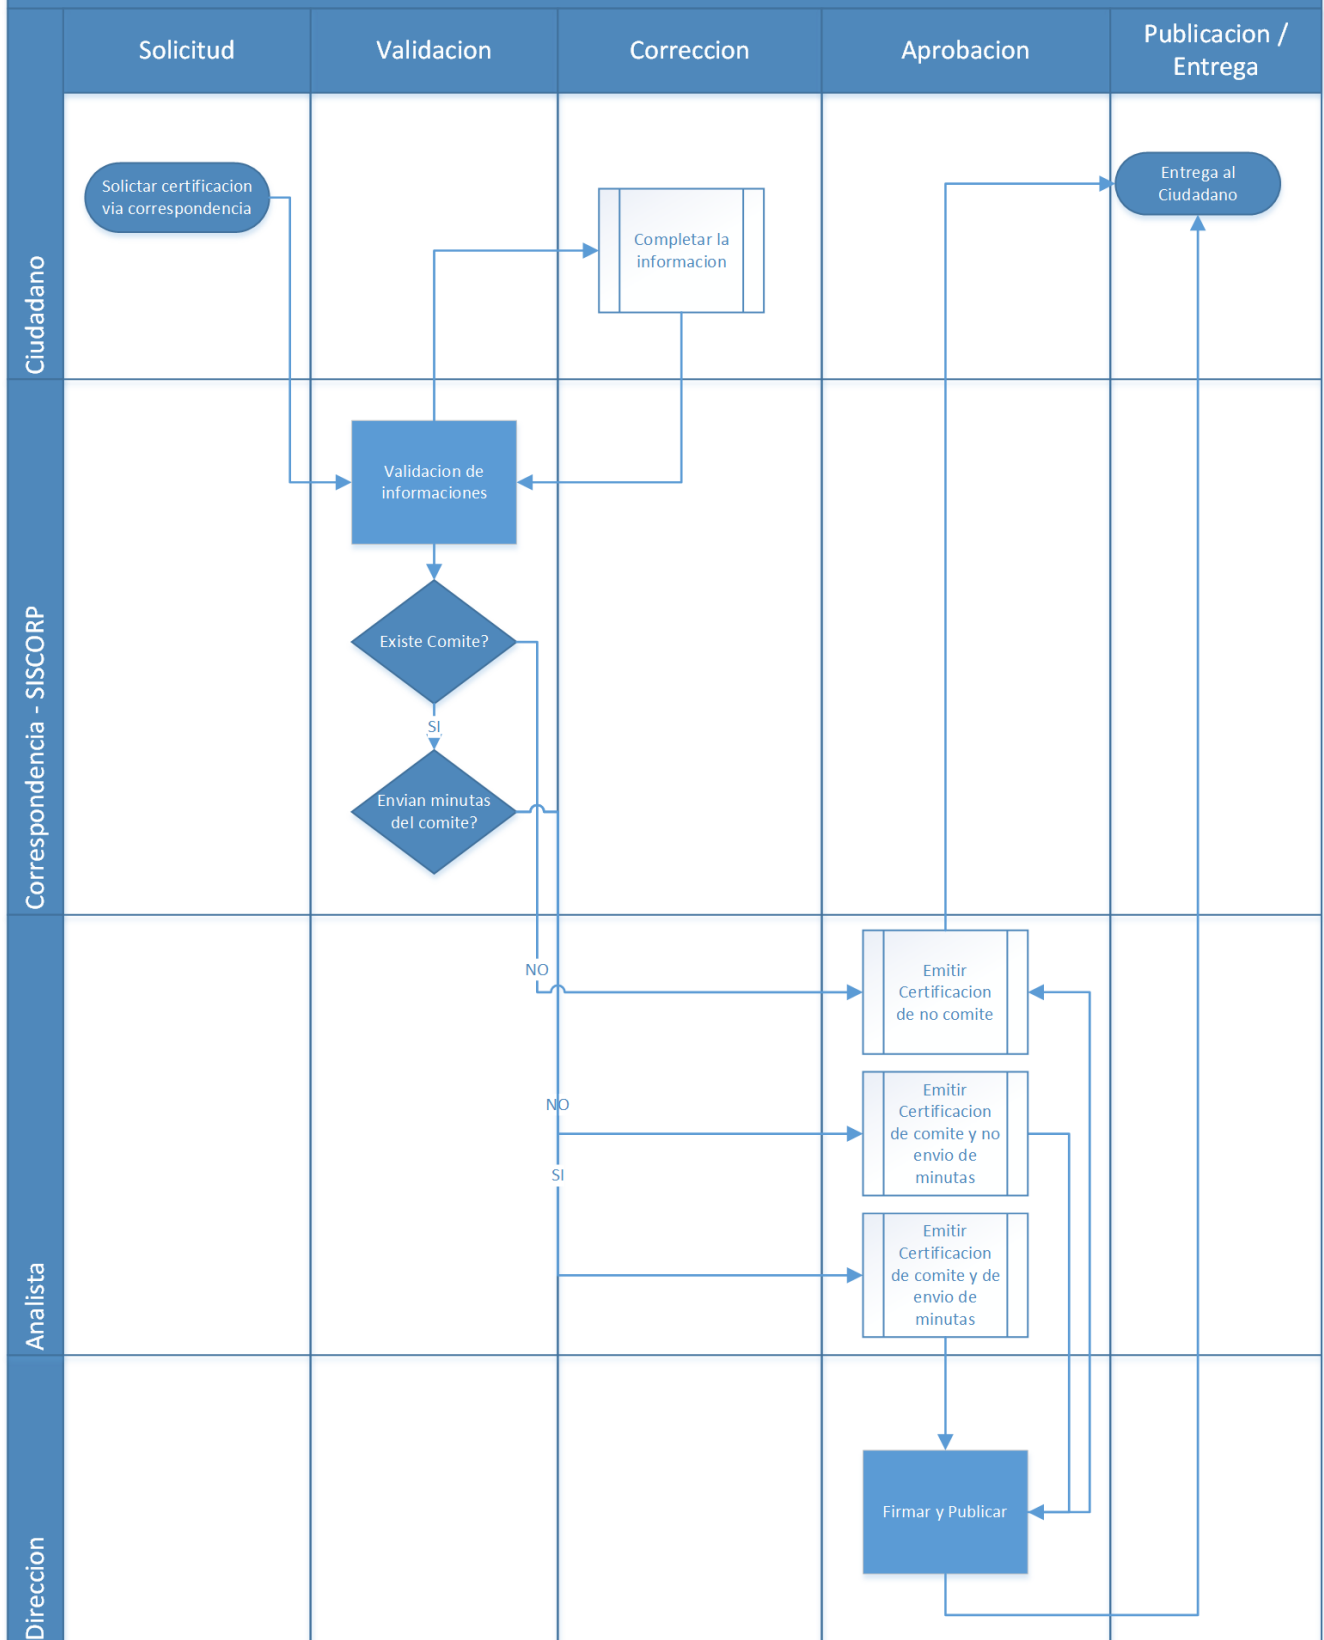 Solicitud
Validacion
Correccion
Aprobacion
Publicacion /
Entrega
Ciudadano
Solictar certificacion
via correspondencia
Completar la
informacion
Entrega al
Ciudadano
Correspondencia - SISCORP
Validacion de
informaciones
Existe Comite?
SI
Envian minutas
del comite?
Analista
NO
Emitir
Certificacion
de no comite
NO
Emitir
Certificacion
de comite y no
envio de
minutas
SI
Emitir
Certificacion
de comite y de
envio de
minutas
Direccion
Firmar y Publicar